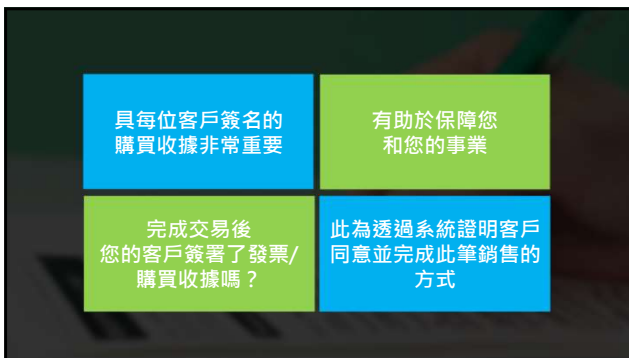 具每位客戶簽名的
購買收據非常重要
有助於保障您
和您的事業
完成交易後
您的客戶簽署了發票/
購買收據嗎？
此為透過系統證明客戶
同意並完成此筆銷售的
方式